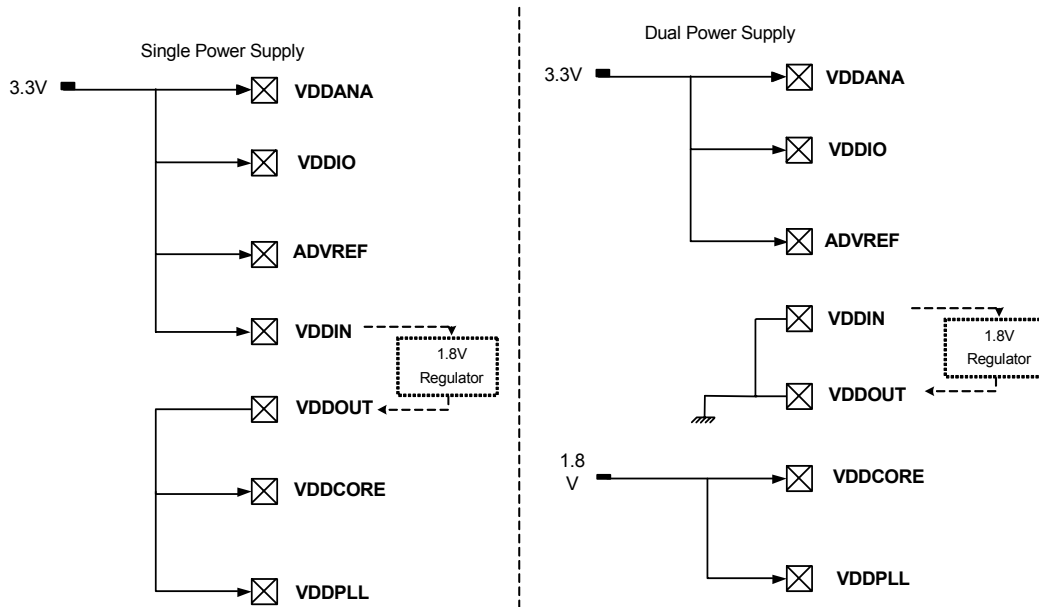 Single Power Supply
3.3V
VDDANA
VDDIO
ADVREF
VDDIN
1.8V
Regulator
VDDOUT
VDDCORE
VDDPLL
Dual Power Supply
3.3V
VDDANA
VDDIO
ADVREF
VDDIN
1.8V
Regulator
VDDOUT
1.8
V
VDDCORE
VDDPLL